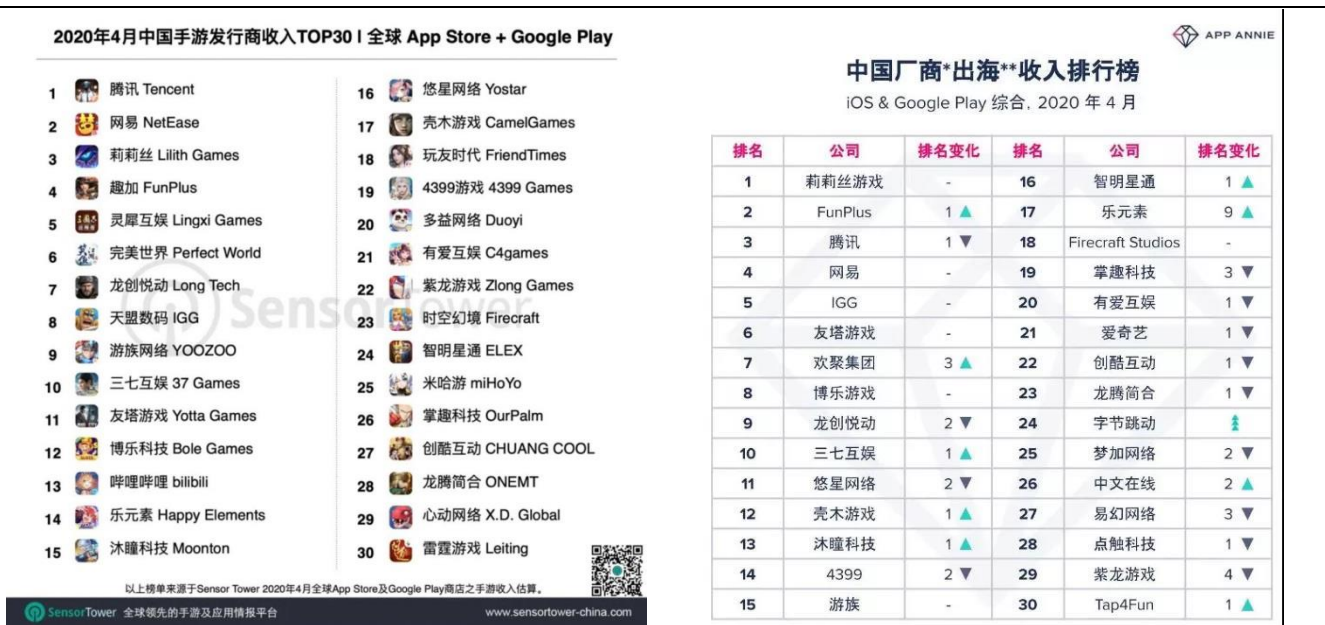 2020年4月中国手游发行商收入TOP30 | 全球 App Store + Google Play
1 腾讯 Tencent
2 网易 NetEase
3 莉莉丝 Lilith Games
4 趣加 FunPlus
5 灵犀互娱 Lingxi Games
6 完美世界 Perfect World
7 龙创悦动 Long Tech
8 天盟数码 IGG
9 游族网络 YOOZOO
10 三七互娱 37 Games
11 友塔游戏 Yotta Games
12 博乐科技 Bole Games
13 哔哩哔哩 bilibili
14 乐元素 Happy Elements
15 沐瞳科技 Moonton
16 悠星网络 Yostar
17 壳木游戏 CamelGames
18 玩友时代 FriendTimes
19 4399游戏 4399 Games
20 多益网络 Duoyi
21 有爱互娱 C4games
22 紫龙游戏 Zlong Games
23 时空幻境 Firecraft
24 智明星通 ELEX
25 米哈游 miHoYo
26 掌趣科技 OurPalm
27 创酷互动 CHUANG COOL
28 龙腾简合 ONEMT
29 心动网络 X.D. Global
30 雷霆游戏 Leiting
SensorTower
以上榜单来源于Sensor Tower 2020年4月全球App Store及Google Play商店之手游收入估算。
SensorTower 全球领先的手游及应用情报平台 www.sensortower-china.com
APP ANNIE
中国厂商*出海**收入排行榜
iOS & Google Play 综合, 2020 年 4 月
排名 公司 排名变化 排名 公司 排名变化
1 莉莉丝游戏 - 16 智明星通 1 ▲
2 FunPlus 1 ▲ 17 乐元素 9 ▲
3 腾讯 1 ▼ 18 Firecraft Studios -
4 网易 - 19 掌趣科技 3 ▼
5 IGG - 20 有爱互娱 1 ▼
6 友塔游戏 - 21 爱奇艺 1 ▼
7 欢聚集团 3 ▲ 22 创酷互动 1 ▼
8 博乐游戏 - 23 龙腾简合 1 ▼
9 龙创悦动 2 ▼ 24 字节跳动
10 三七互娱 1 ▲ 25 梦加网络 2 ▼
11 悠星网络 2 ▼ 26 中文在线 2 ▲
12 壳木游戏 1 ▲ 27 易幻网络 3 ▼
13 沐瞳科技 1 ▲ 28 点触科技 1 ▼
14 4399 2 ▼ 29 紫龙游戏 4 ▼
15 游族 - 30 Tap4Fun 1 ▲